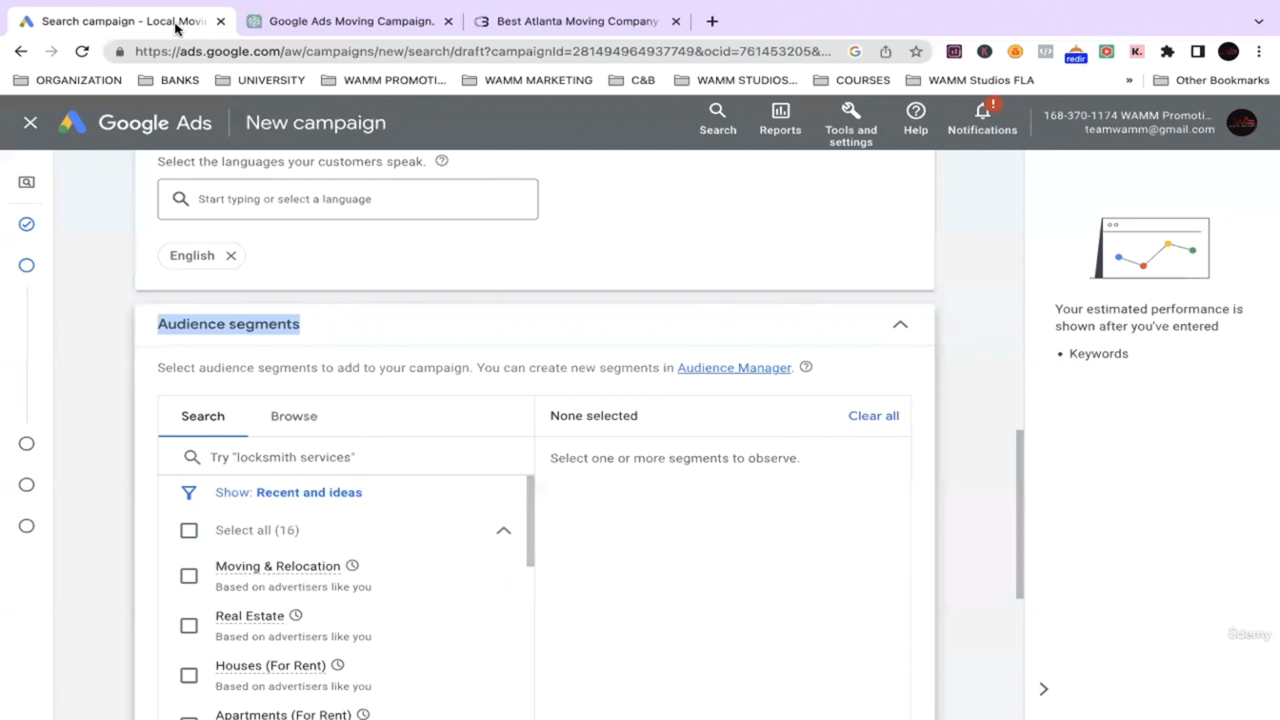 Search campaign - Local Movi
Google Ads Moving Campaign.
Best Atlanta Moving Company
https://ads.google.com/aw/campaigns/new/search/draft?campaignId=281494964937749&ocid=761453205&...
redir
ORGANIZATION
BANKS
UNIVERSITY
WAMM PROMOTI...
WAMM MARKETING
C&B
WAMM STUDIOS...
COURSES
WAMM Studios FLA
»
Other Bookmarks
Google Ads
New campaign
Search
Reports
Tools and
settings
Help
Notifications
168-370-1174 WAMM Promoti...
teamwamm@gmail.com
Select the languages your customers speak.
Start typing or select a language
English
Audience segments
Select audience segments to add to your campaign. You can create new segments in Audience Manager.
Search
Browse
None selected
Clear all
Try "locksmith services"
Select one or more segments to observe.
Show: Recent and ideas
Select all (16)
Moving & Relocation
Based on advertisers like you
Real Estate
Based on advertisers like you
Houses (For Rent)
Based on advertisers like you
Apartments (For Rent)
Your estimated performance is
shown after you've entered
• Keywords
ûdemy